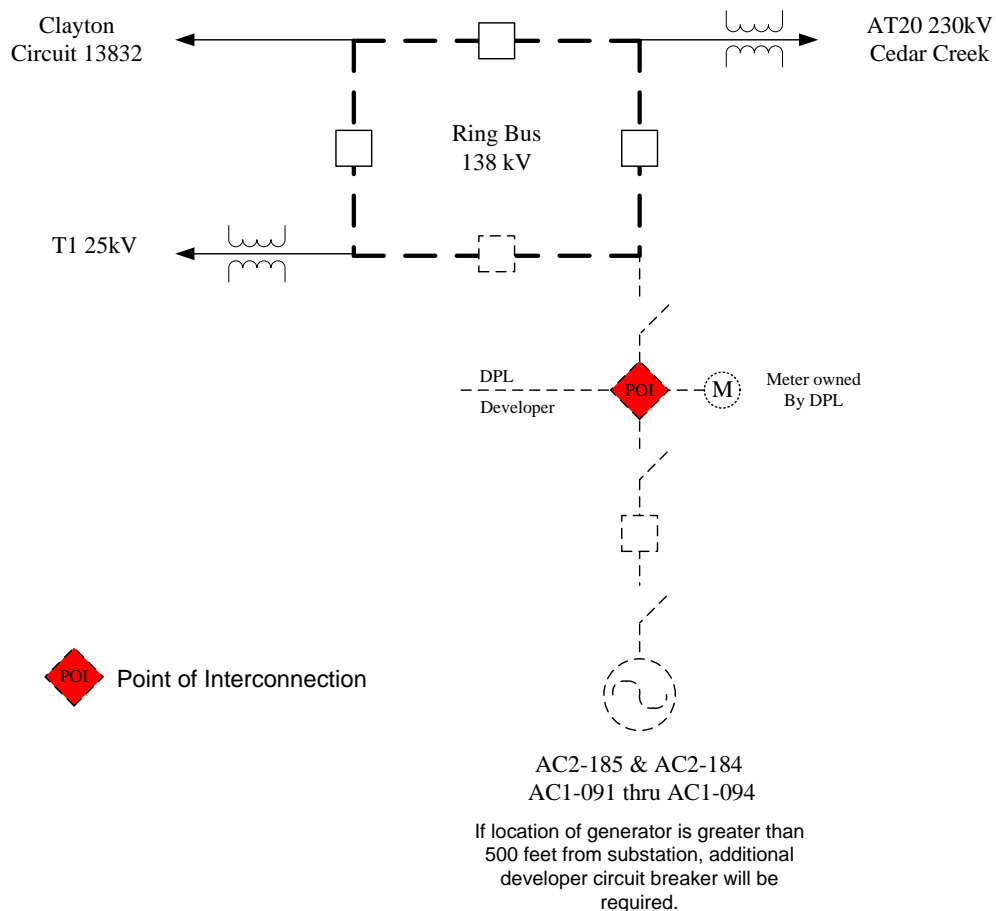 Clayton
Circuit 13832
AT20 230kV
Cedar Creek
Ring Bus
138 kV
T1 25kV
DPL
Developer
POI
M
Meter owned
By DPL
POI
Point of Interconnection
AC2-185 & AC2-184
AC1-091 thru AC1-094
If location of generator is greater than
500 feet from substation, additional
developer circuit breaker will be
required.